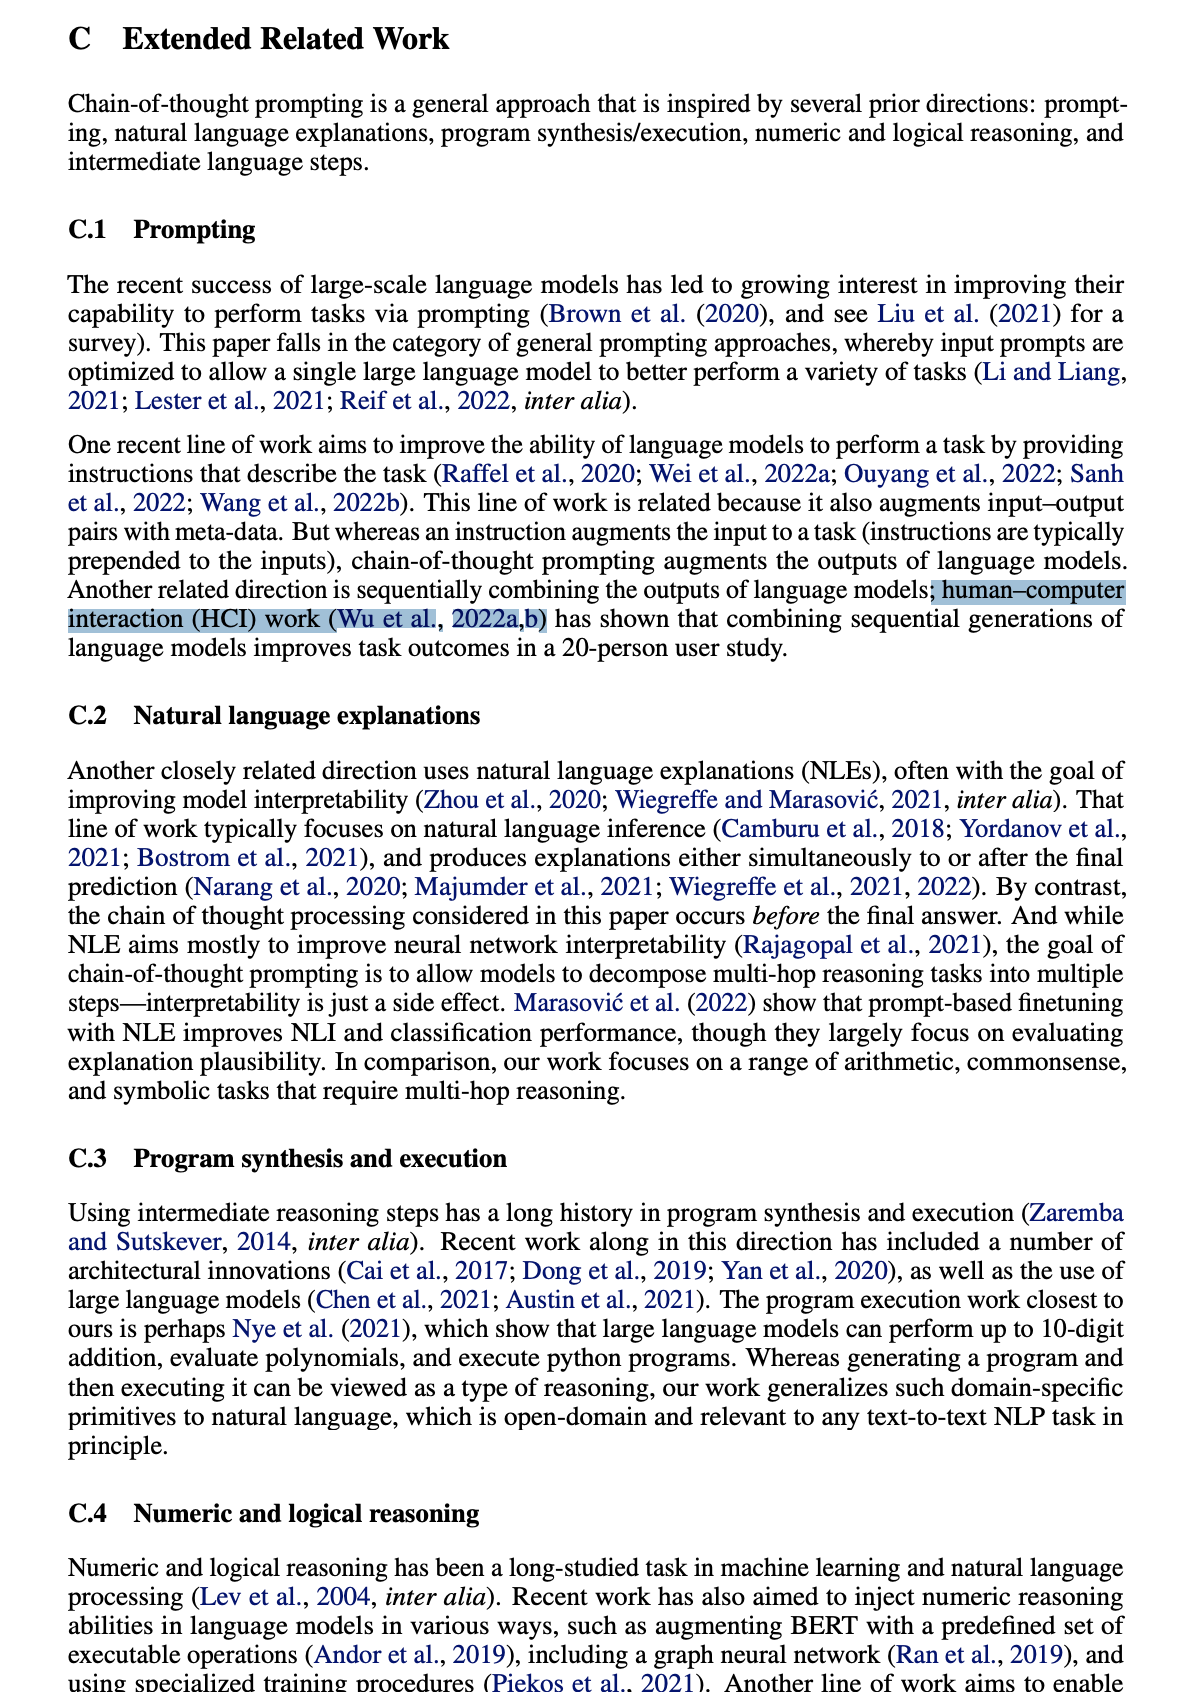 C Extended Related Work
Chain-of-thought prompting is a general approach that is inspired by several prior directions: prompt-
ing, natural language explanations, program synthesis/execution, numeric and logical reasoning, and
intermediate language steps.
C.1 Prompting
The recent success of large-scale language models has led to growing interest in improving their
capability to perform tasks via prompting (Brown et al. (2020), and see Liu et al. (2021) for a
survey). This paper falls in the category of general prompting approaches, whereby input prompts are
optimized to allow a single large language model to better perform a variety of tasks (Li and Liang,
2021; Lester et al., 2021; Reif et al., 2022, inter alia).
One recent line of work aims to improve the ability of language models to perform a task by providing
instructions that describe the task (Raffel et al., 2020; Wei et al., 2022a; Ouyang et al., 2022; Sanh
et al., 2022; Wang et al., 2022b). This line of work is related because it also augments input–output
pairs with meta-data. But whereas an instruction augments the input to a task (instructions are typically
prepended to the inputs), chain-of-thought prompting augments the outputs of language models.
Another related direction is sequentially combining the outputs of language models; human–computer
interaction (HCI) work (Wu et al., 2022a,b) has shown that combining sequential generations of
language models improves task outcomes in a 20-person user study.
C.2 Natural language explanations
Another closely related direction uses natural language explanations (NLEs), often with the goal of
improving model interpretability (Zhou et al., 2020; Wiegreffe and Marasović, 2021, inter alia). That
line of work typically focuses on natural language inference (Camburu et al., 2018; Yordanov et al.,
2021; Bostrom et al., 2021), and produces explanations either simultaneously to or after the final
prediction (Narang et al., 2020; Majumder et al., 2021; Wiegreffe et al., 2021, 2022). By contrast,
the chain of thought processing considered in this paper occurs before the final answer. And while
NLE aims mostly to improve neural network interpretability (Rajagopal et al., 2021), the goal of
chain-of-thought prompting is to allow models to decompose multi-hop reasoning tasks into multiple
steps—interpretability is just a side effect. Marasović et al. (2022) show that prompt-based finetuning
with NLE improves NLI and classification performance, though they largely focus on evaluating
explanation plausibility. In comparison, our work focuses on a range of arithmetic, commonsense,
and symbolic tasks that require multi-hop reasoning.
C.3 Program synthesis and execution
Using intermediate reasoning steps has a long history in program synthesis and execution (Zaremba
and Sutskever, 2014, inter alia). Recent work along in this direction has included a number of
architectural innovations (Cai et al., 2017; Dong et al., 2019; Yan et al., 2020), as well as the use of
large language models (Chen et al., 2021; Austin et al., 2021). The program execution work closest to
ours is perhaps Nye et al. (2021), which show that large language models can perform up to 10-digit
addition, evaluate polynomials, and execute python programs. Whereas generating a program and
then executing it can be viewed as a type of reasoning, our work generalizes such domain-specific
primitives to natural language, which is open-domain and relevant to any text-to-text NLP task in
principle.
C.4 Numeric and logical reasoning
Numeric and logical reasoning has been a long-studied task in machine learning and natural language
processing (Lev et al., 2004, inter alia). Recent work has also aimed to inject numeric reasoning
abilities in language models in various ways, such as augmenting BERT with a predefined set of
executable operations (Andor et al., 2019), including a graph neural network (Ran et al., 2019), and
using specialized training procedures (Piękos et al., 2021). Another line of work aims to enable